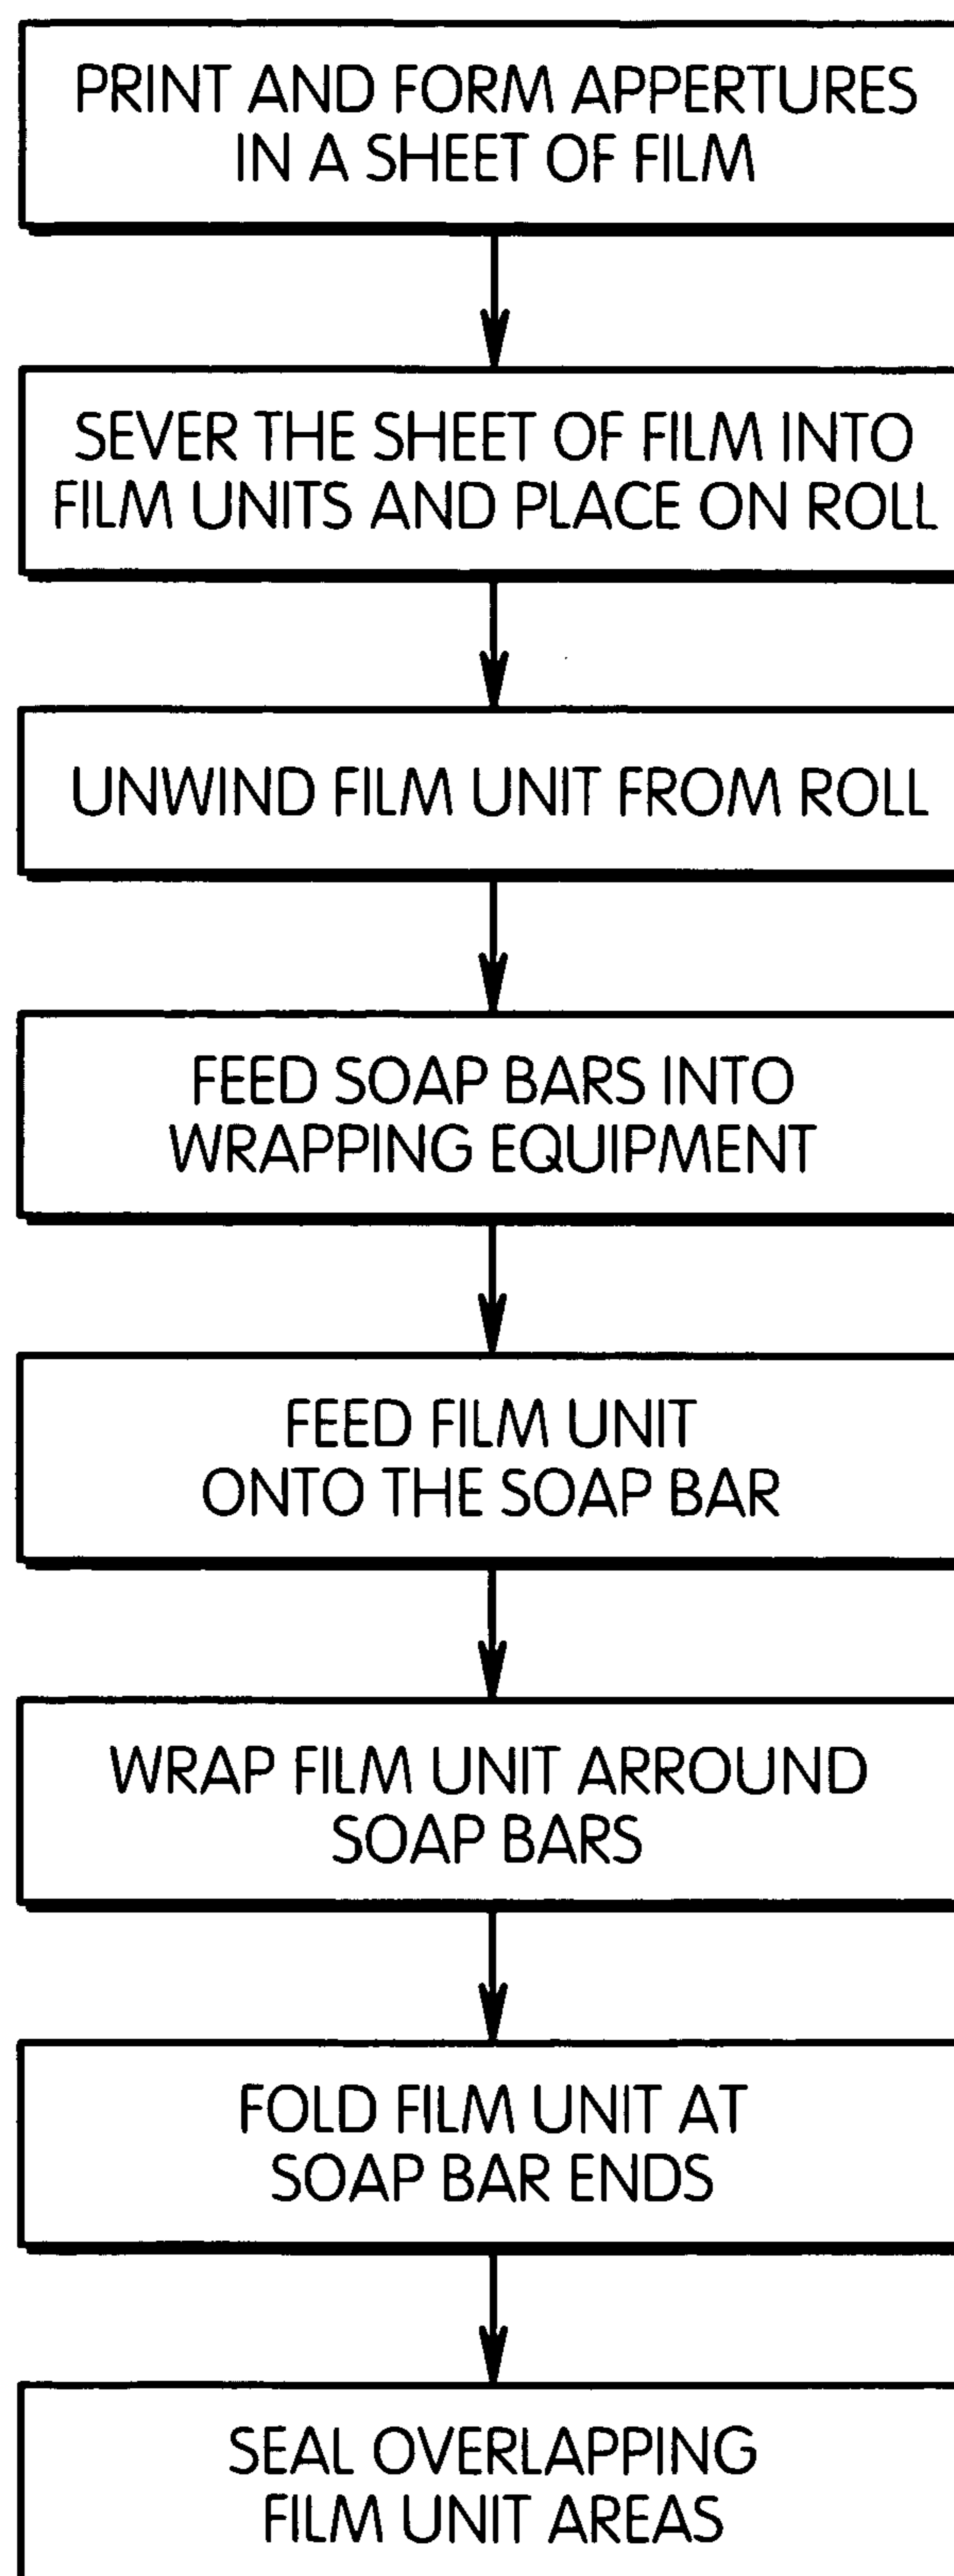 PRINT AND FORM APPERTURES
IN A SHEET OF FILM
SEVER THE SHEET OF FILM INTO
FILM UNITS AND PLACE ON ROLL
UNWIND FILM UNIT FROM ROLL
FEED SOAP BARS INTO
WRAPPING EQUIPMENT
FEED FILM UNIT
ONTO THE SOAP BAR
WRAP FILM UNIT ARROUND
SOAP BARS
FOLD FILM UNIT AT
SOAP BAR ENDS
SEAL OVERLAPPING
FILM UNIT AREAS